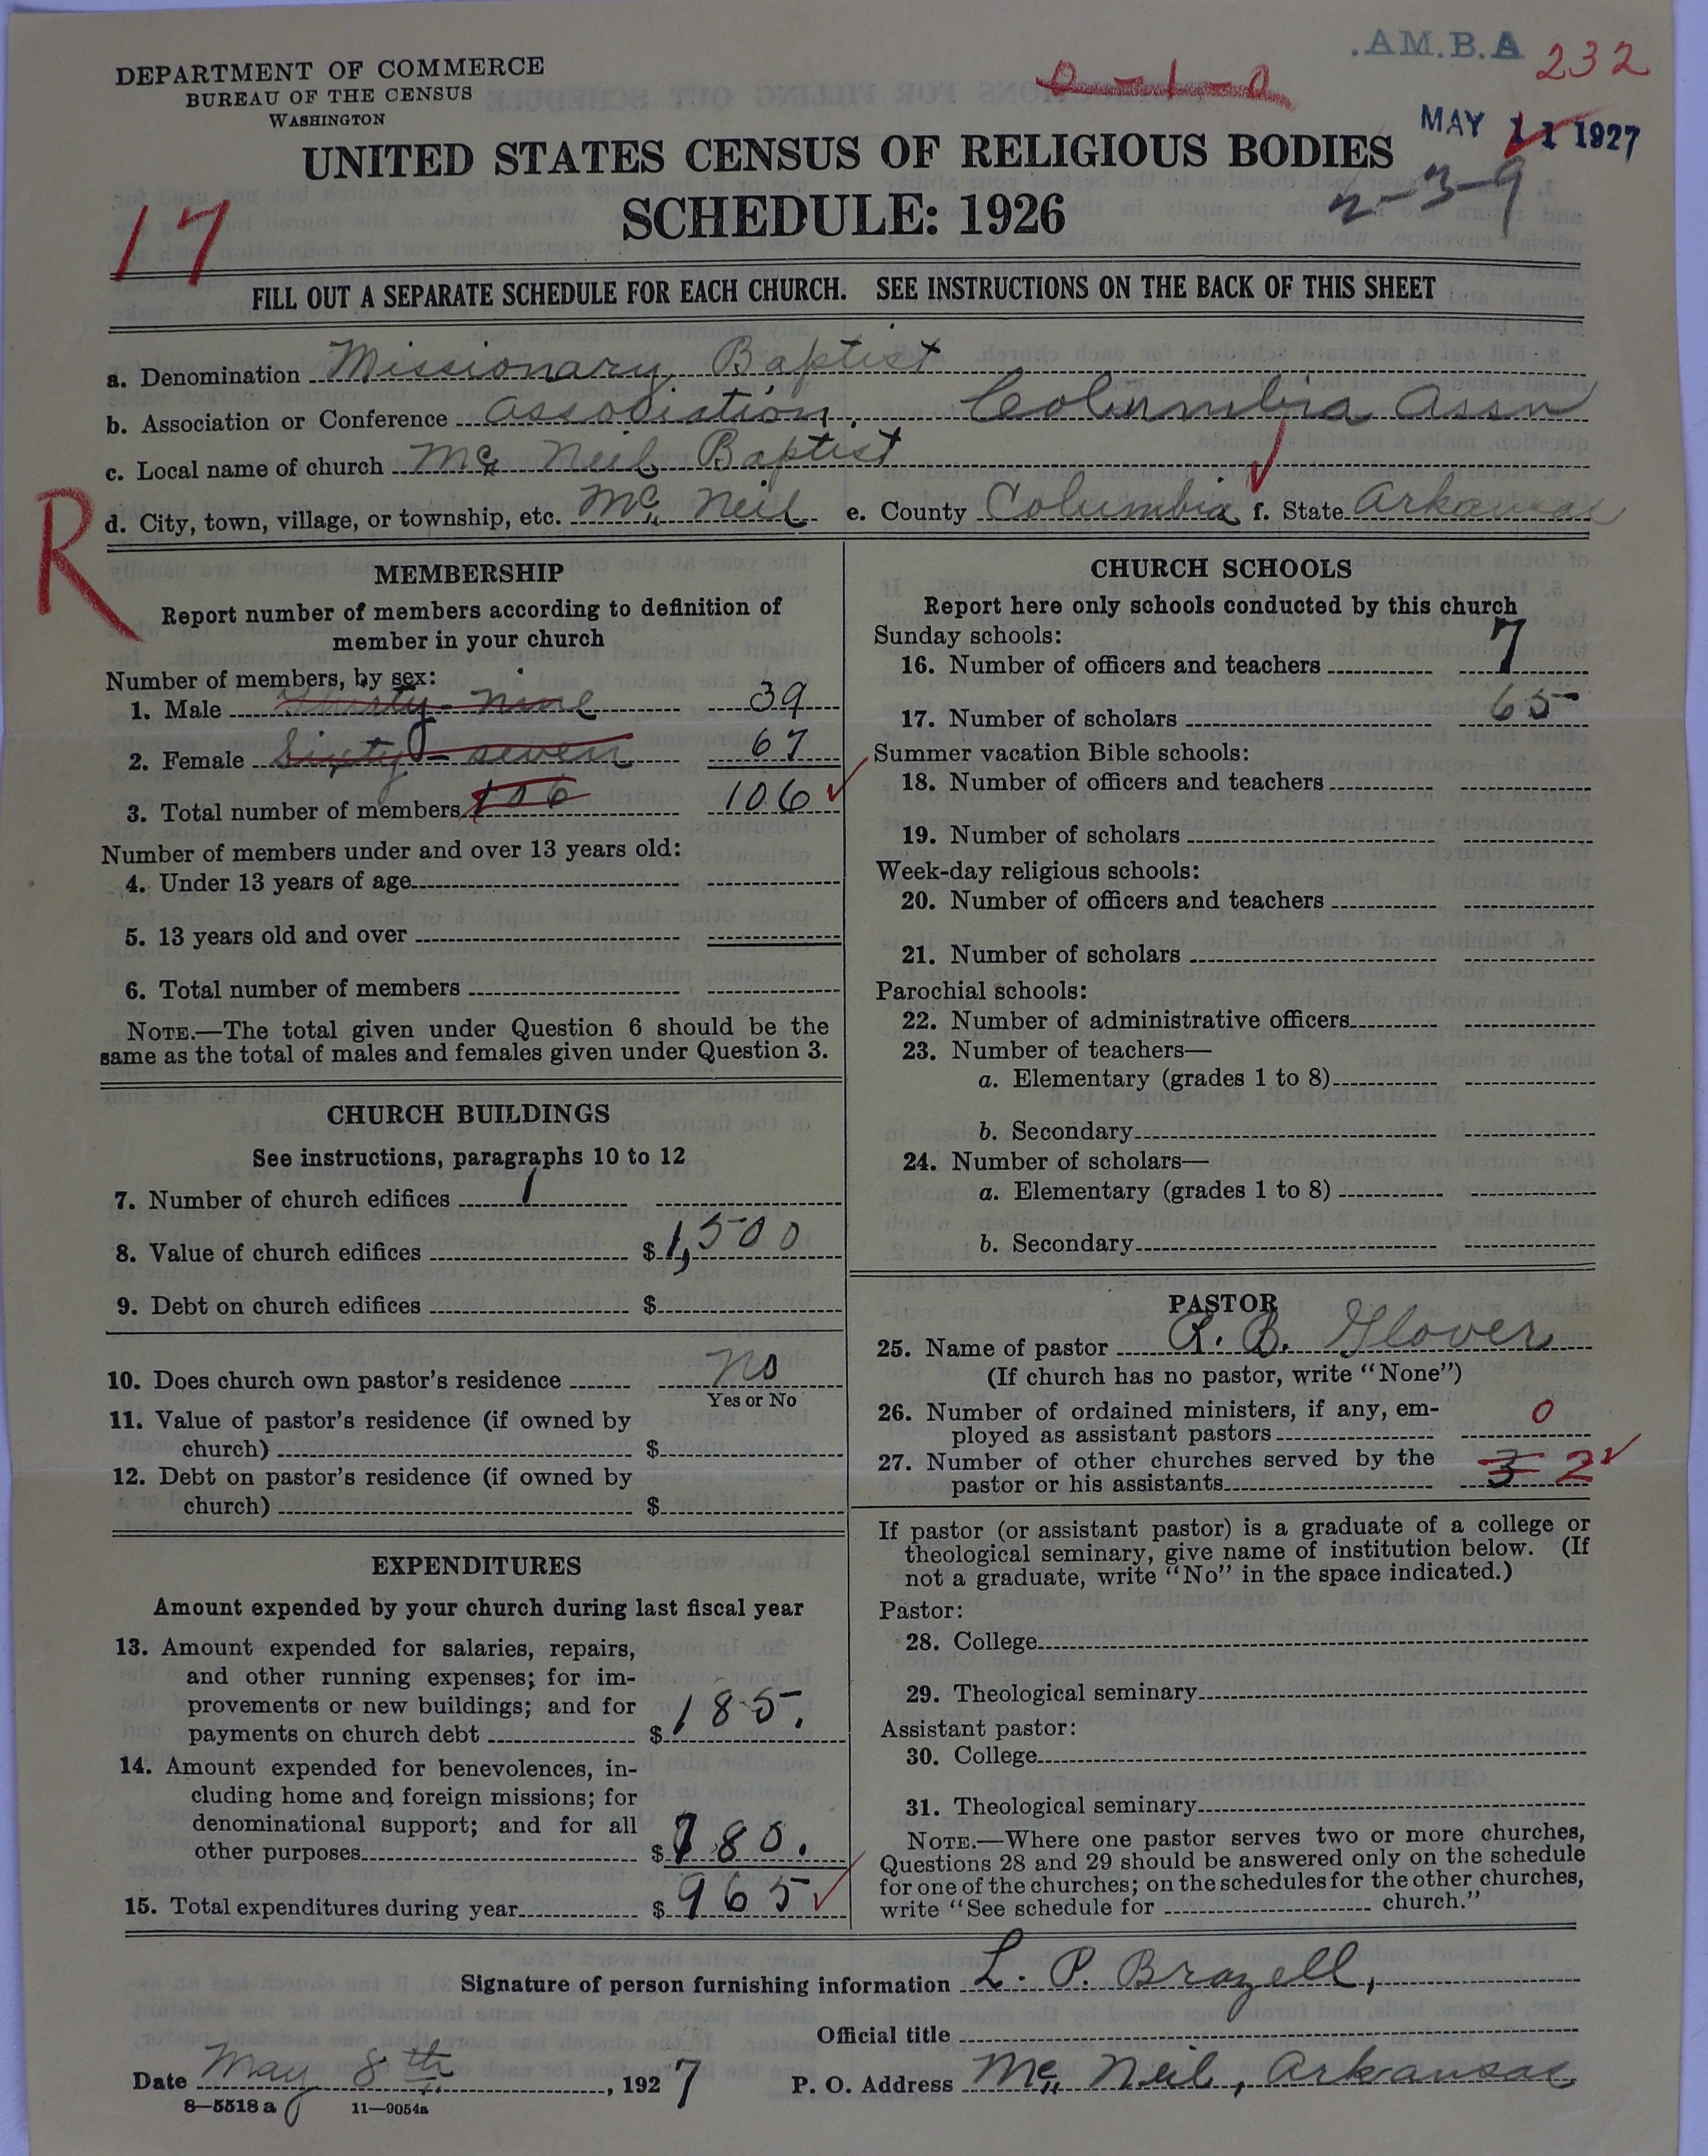 DEPARTMENT OF COMMERCE
BUREAU OF THE CENSUS
WASHINGTON
.A.M.B.A 232
a-1-a
MAY 11 1927
2-3-9
UNITED STATES CENSUS OF RELIGIOUS BODIES
SCHEDULE: 1926
17
FILL OUT A SEPARATE SCHEDULE FOR EACH CHURCH. SEE INSTRUCTIONS ON THE BACK OF THIS SHEET
a. Denomination Missionary Baptist
b. Association or Conference Association, Columbia Assn
c. Local name of church Mc Neil Baptist
R
d. City, town, village, or township, etc. Mc Neil e. County Columbia f. State Arkansas
MEMBERSHIP
Report number of members according to definition of
member in your church
Number of members, by sex:
1. Male Thirty-nine 39
2. Female Sixty-seven 67
3. Total number of members 106 106
Number of members under and over 13 years old:
4. Under 13 years of age
5. 13 years old and over
6. Total number of members
NOTE.—The total given under Question 6 should be the
same as the total of males and females given under Question 3.
CHURCH BUILDINGS
See instructions, paragraphs 10 to 12
7. Number of church edifices 1
8. Value of church edifices $1,500
9. Debt on church edifices $
10. Does church own pastor's residence No
Yes or No
11. Value of pastor's residence (if owned by
church) $
12. Debt on pastor's residence (if owned by
church) $
EXPENDITURES
Amount expended by your church during last fiscal year
13. Amount expended for salaries, repairs,
and other running expenses; for im-
provements or new buildings; and for
payments on church debt $185.
14. Amount expended for benevolences, in-
cluding home and foreign missions; for
denominational support; and for all
other purposes $780.
15. Total expenditures during year $965
CHURCH SCHOOLS
Report here only schools conducted by this church
Sunday schools:
16. Number of officers and teachers 7
17. Number of scholars 65
Summer vacation Bible schools:
18. Number of officers and teachers
19. Number of scholars
Week-day religious schools:
20. Number of officers and teachers
21. Number of scholars
Parochial schools:
22. Number of administrative officers
23. Number of teachers—
a. Elementary (grades 1 to 8)
b. Secondary
24. Number of scholars—
a. Elementary (grades 1 to 8)
b. Secondary
PASTOR
25. Name of pastor R. B. Glover
(If church has no pastor, write "None")
26. Number of ordained ministers, if any, em-
ployed as assistant pastors 0
27. Number of other churches served by the
pastor or his assistants 3 2
If pastor (or assistant pastor) is a graduate of a college or
theological seminary, give name of institution below. (If
not a graduate, write "No" in the space indicated.)
Pastor:
28. College
29. Theological seminary
Assistant pastor:
30. College
31. Theological seminary
NOTE.—Where one pastor serves two or more churches,
Questions 28 and 29 should be answered only on the schedule
for one of the churches; on the schedules for the other churches,
write "See schedule for church."
Signature of person furnishing information L. P. Brazell,
Official title
Date May 8th, 1927 P. O. Address Mc Neil, Arkansas
8—5518 a 11—9054a